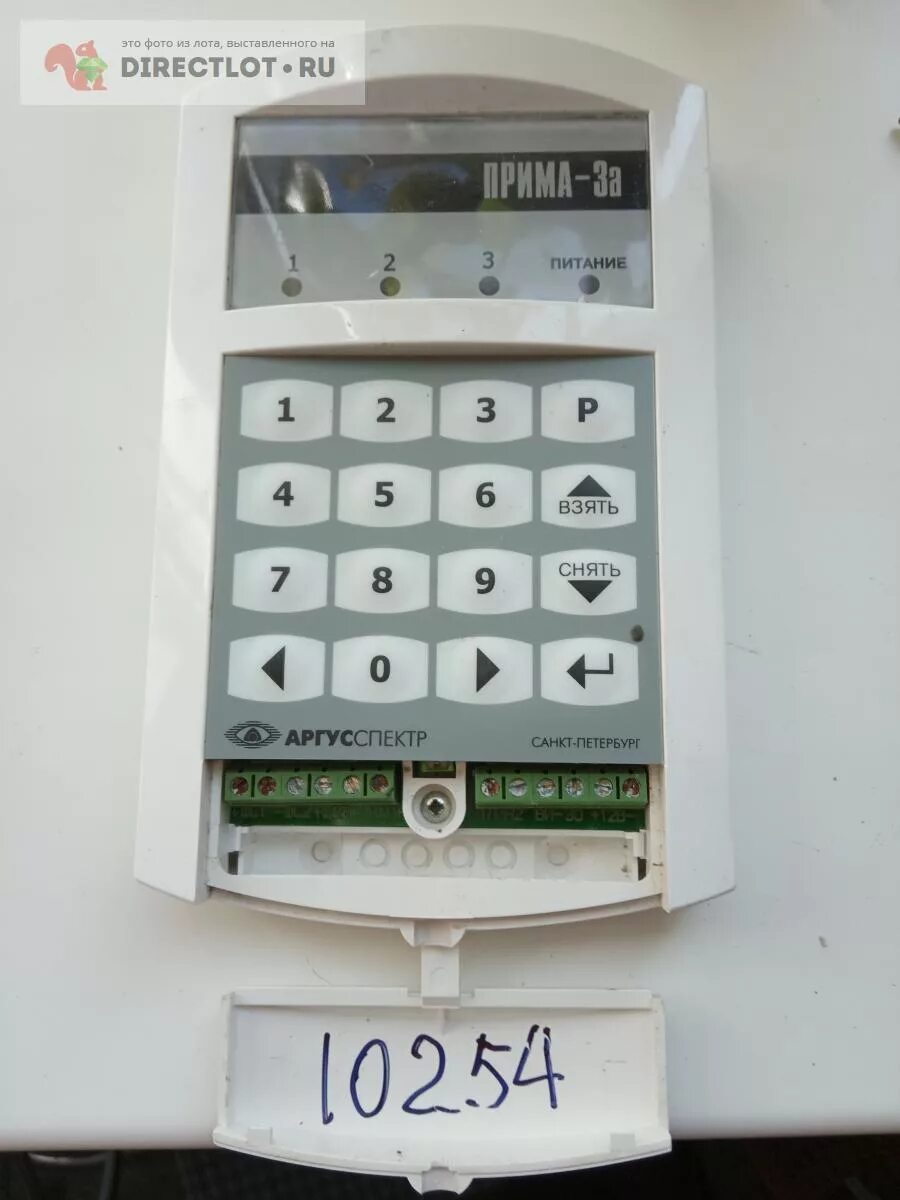 это фото из лота, выставленного на
DIRECTLOT.RU
ПРИМА-3а
1 2 3 ПИТАНИЕ
1 2 3 P
4 5 6 ВЗЯТЬ
7 8 9 СНЯТЬ
0
АРГУССПЕКТР САНКТ-ПЕТЕРБУРГ
+12В-
10254